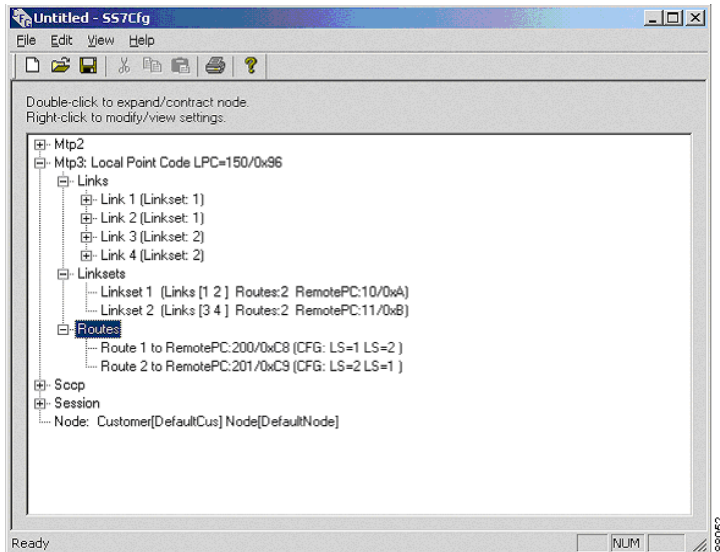 Untitled - SS7Cfg
File Edit View Help
Double-click to expand/contract node.
Right-click to modify/view settings.
Mtp2
Mtp3: Local Point Code LPC=150/0x96
Links
Link 1 (Linkset: 1)
Link 2 (Linkset: 1)
Link 3 (Linkset: 2)
Link 4 (Linkset: 2)
Linksets
Linkset 1 (Links [1 2 ] Routes:2 RemotePC:10/0xA)
Linkset 2 (Links [3 4 ] Routes:2 RemotePC:11/0xB)
Routes
Route 1 to RemotePC:200/0xC8 (CFG: LS=1 LS=2 )
Route 2 to RemotePC:201/0xC9 (CFG: LS=2 LS=1 )
Sccp
Session
Node: Customer[DefaultCus] Node[DefaultNode]
Ready NUM